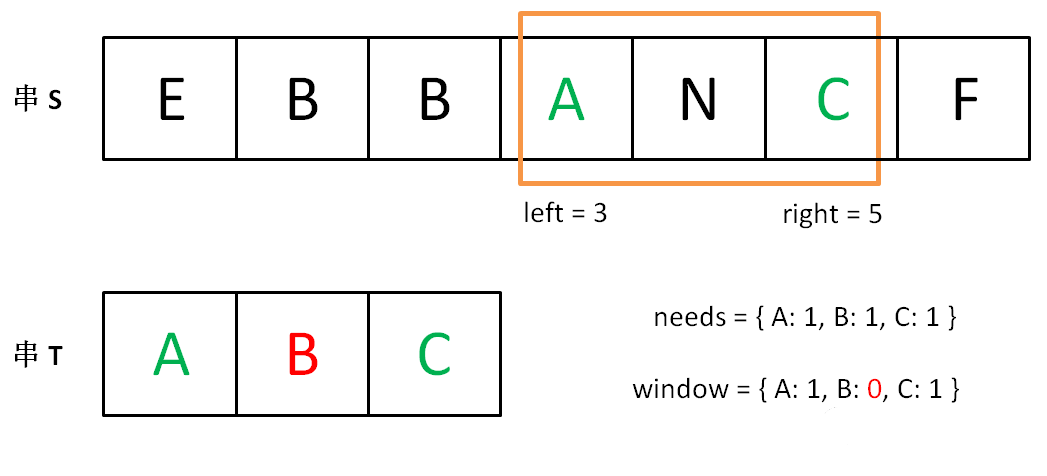 串 S E B B A N C F
left = 3 right = 5
串 T A B C
needs = { A: 1, B: 1, C: 1 }
window = { A: 1, B: 0, C: 1 }